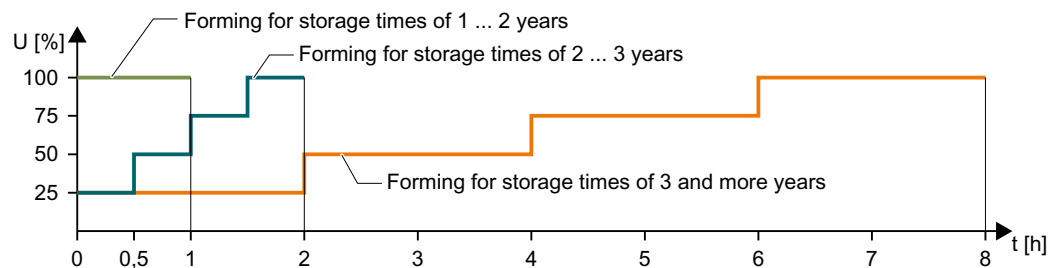 Forming for storage times of 1 ... 2 years
U [%]
Forming for storage times of 2 ... 3 years
100
75
50
Forming for storage times of 3 and more years
25
t [h]
0 0,5 1 2 3 4 5 6 7 8